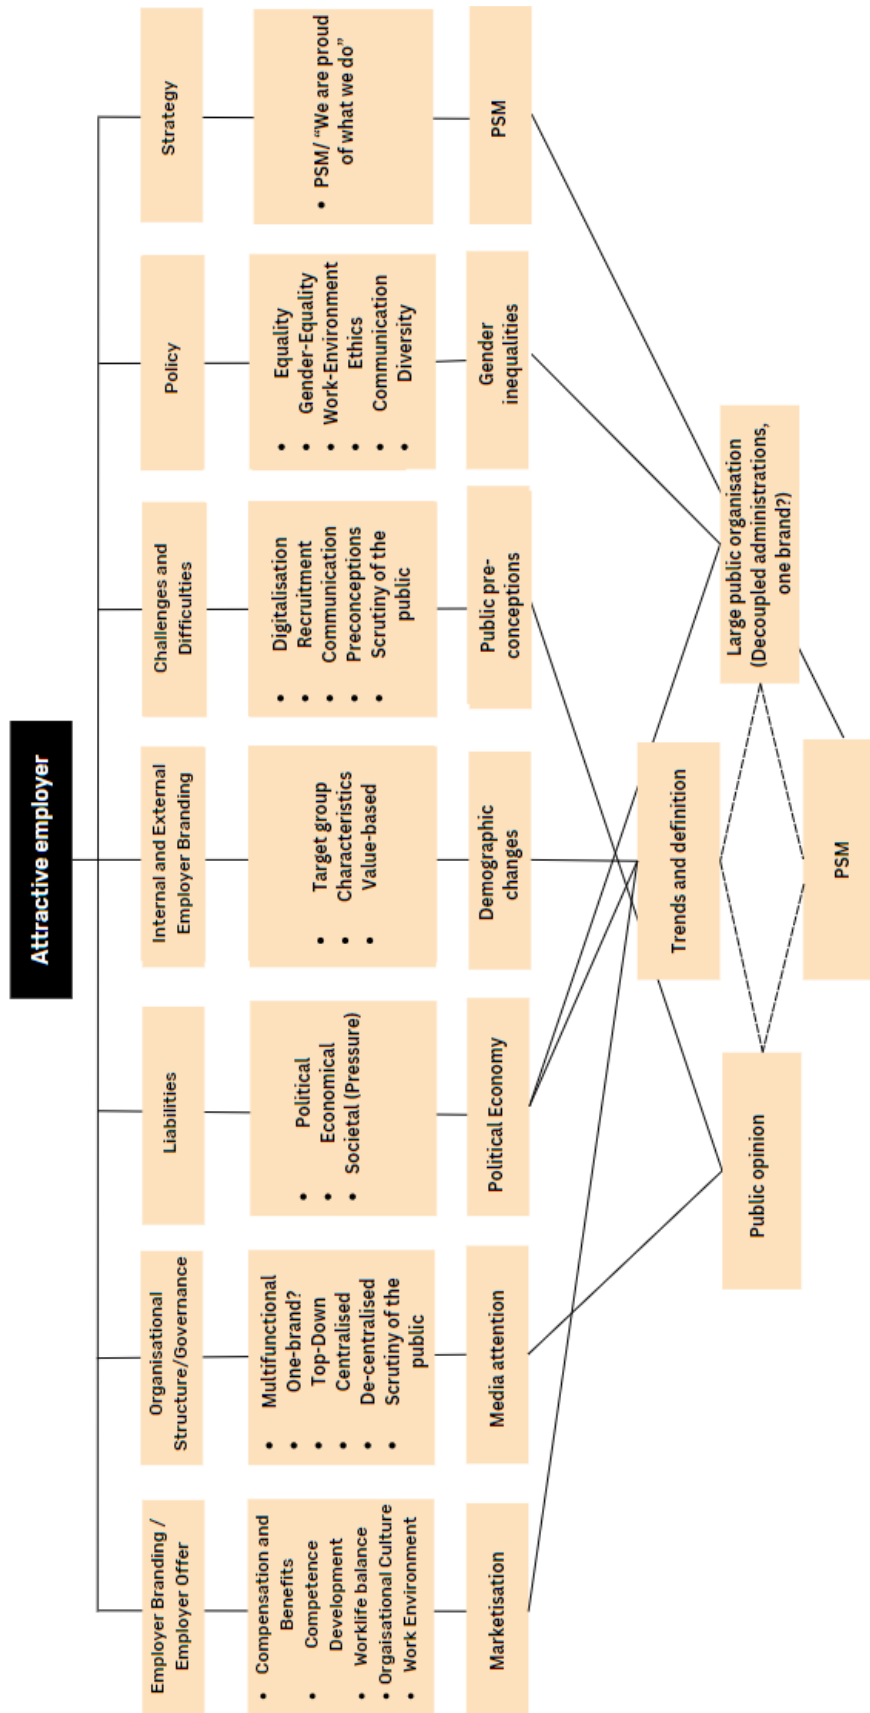 Attractive employer
Employer Branding /
Employer Offer
Organisational
Structure/Governance
Liabilities
Internal and External
Employer Branding
Challenges and
Difficulties
Policy
Strategy
• Compensation and
Benefits
• Competence
Development
• Worklife balance
• Orgaisational Culture
• Work Environment
• Multifunctional
• One-brand?
• Top-Down
• Centralised
• De-centralised
• Scrutiny of the
public
• Political
• Economical
• Societal (Pressure)
• Target group
• Characteristics
• Value-based
• Digitalisation
• Recruitment
• Communication
• Preconceptions
• Scrutiny of the
public
• Equality
• Gender-Equality
• Work-Environment
• Ethics
• Communication
• Diversity
• PSM/ “We are proud
of what we do”
Marketisation
Media attention
Political Economy
Demographic
changes
Public pre-
conceptions
Gender
inequalities
PSM
Trends and definition
Public opinion
Large public organisation
(Decoupled administrations,
one brand?)
PSM